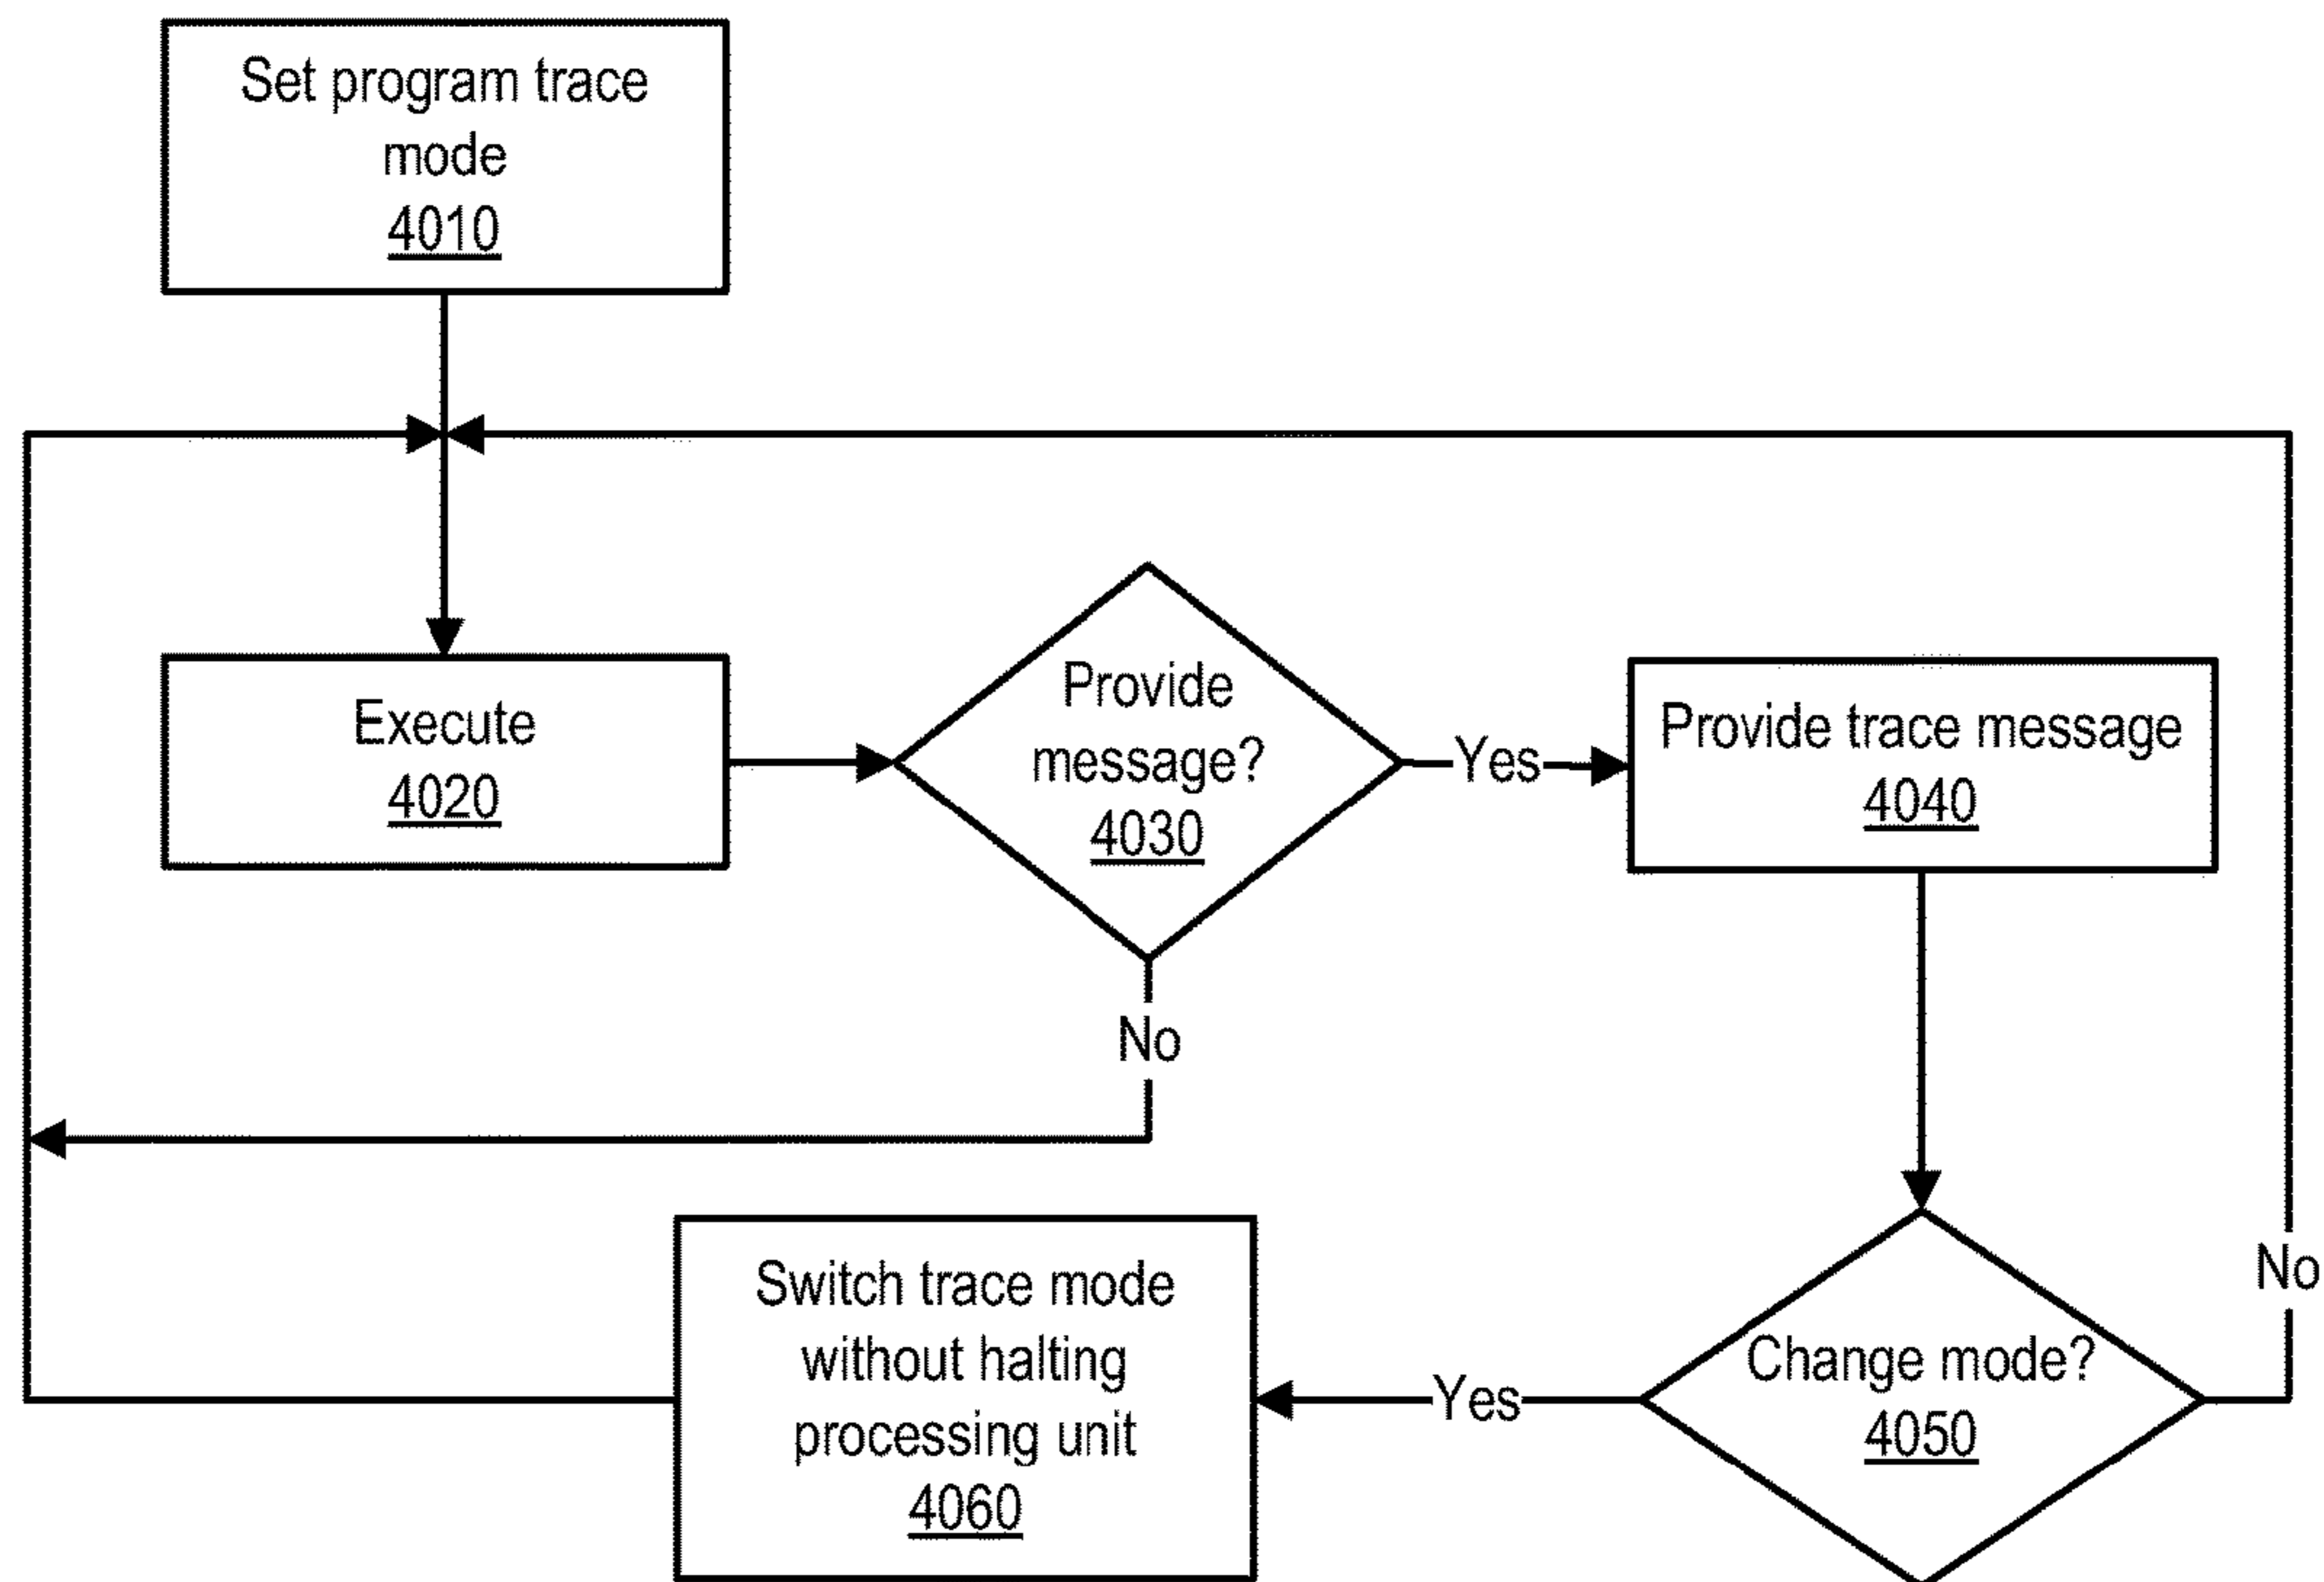 Set program trace
mode
4010
Execute
4020
Provide
message?
4030
Yes
Provide trace message
4040
No
Switch trace mode
without halting
processing unit
4060
Yes
Change mode?
4050
No